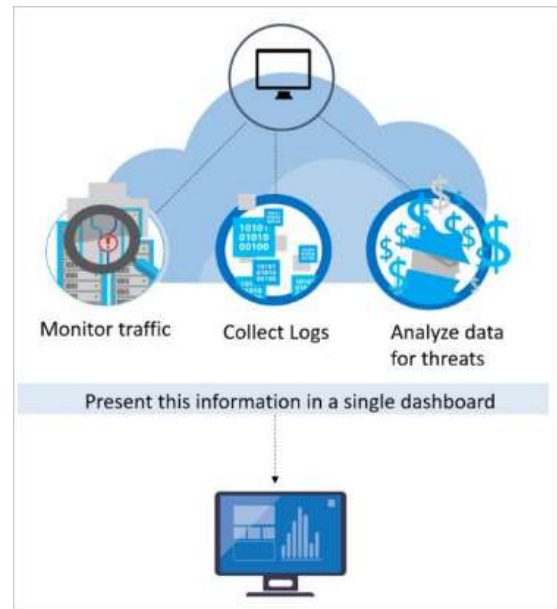 Monitor traffic
Collect Logs
Analyze data
for threats
Present this information in a single dashboard